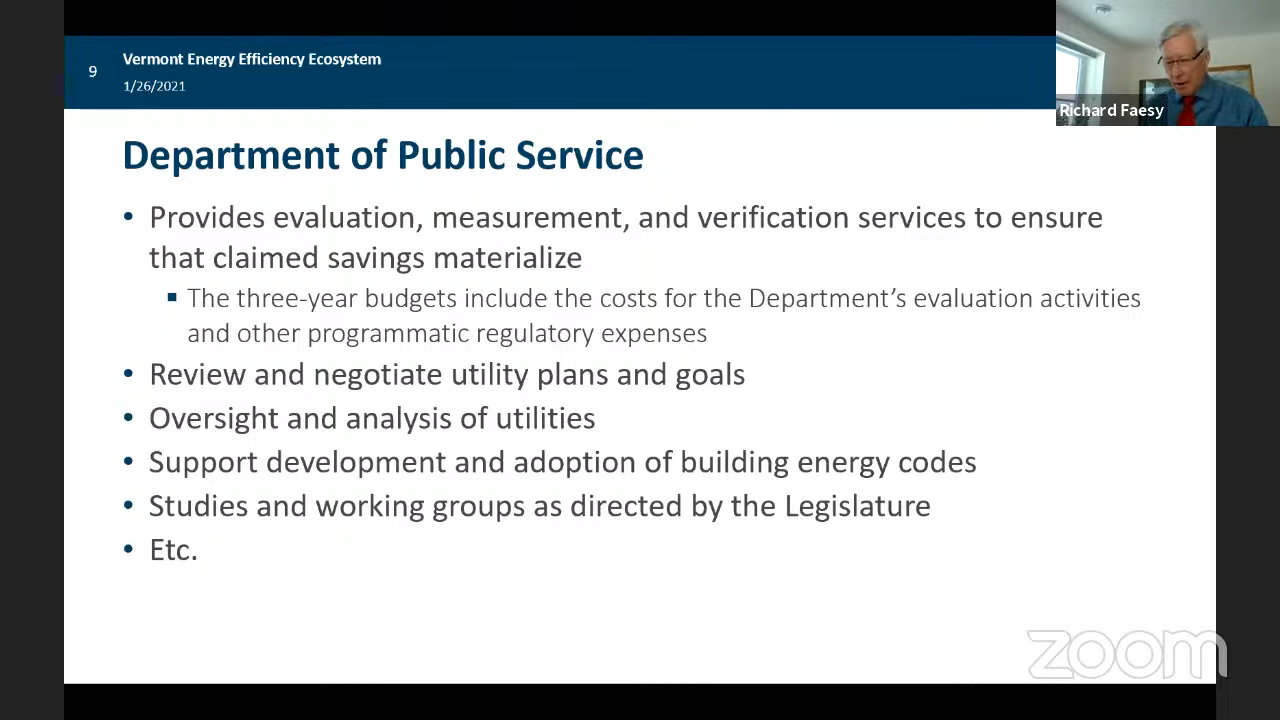 9
Vermont Energy Efficiency Ecosystem
1/26/2021
Richard Faesy
Department of Public Service
• Provides evaluation, measurement, and verification services to ensure
that claimed savings materialize
▪ The three-year budgets include the costs for the Department’s evaluation activities
and other programmatic regulatory expenses
• Review and negotiate utility plans and goals
• Oversight and analysis of utilities
• Support development and adoption of building energy codes
• Studies and working groups as directed by the Legislature
• Etc.
zoom